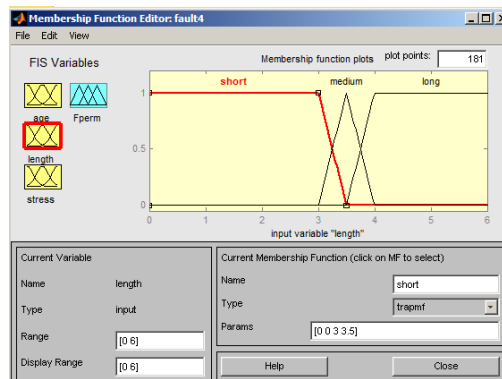 Membership Function Editor: fault4
File Edit View
FIS Variables
Membership function plots plot points: 181
age Fperm
length
stress
short medium long
1
0.5
0
0 1 2 3 4 5 6
input variable "length"
Current Variable
Name length
Type input
Range [0 6]
Display Range [0 6]
Current Membership Function (click on MF to select)
Name short
Type trapmf
Params [0 0 3 3.5]
Help Close